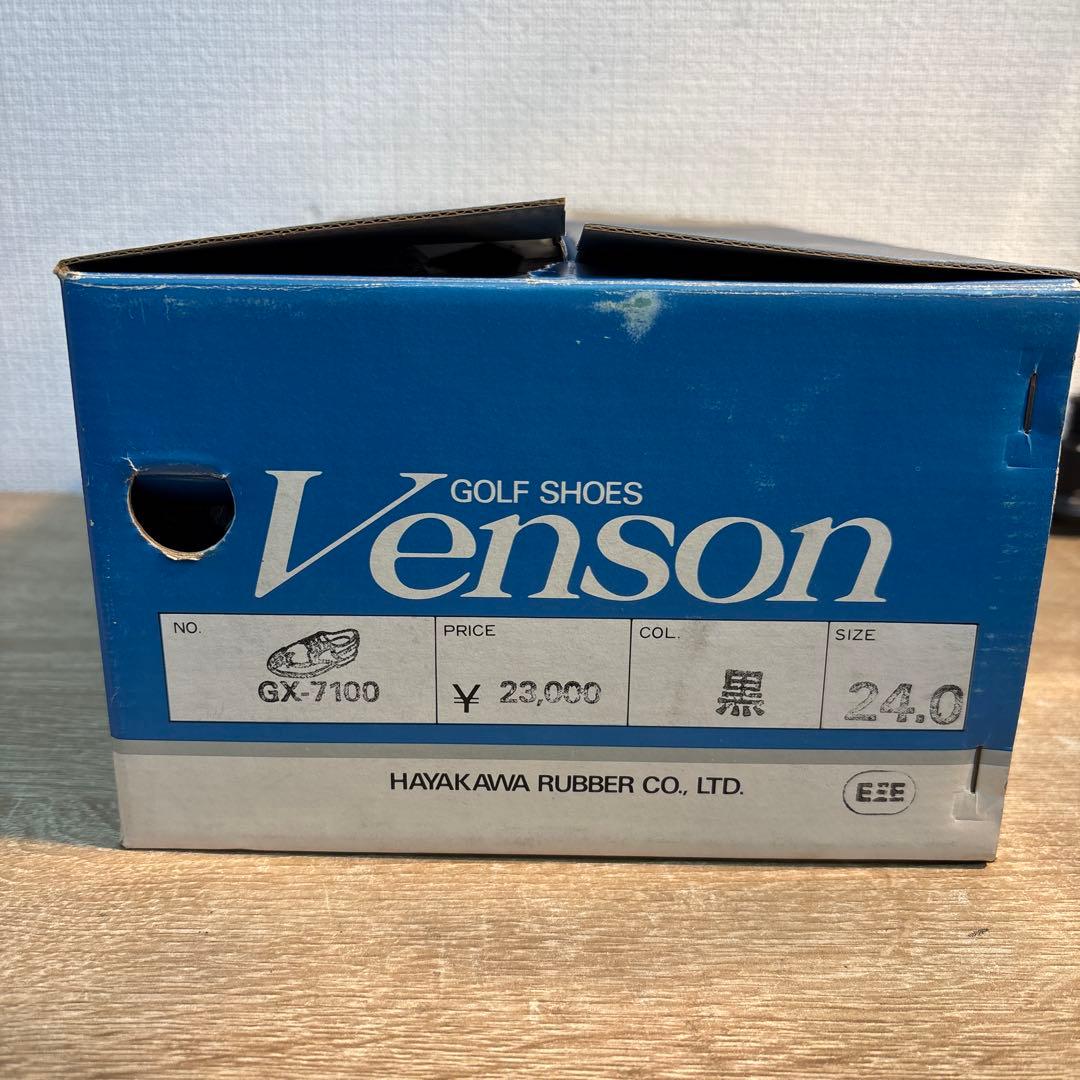 GOLF SHOES
Venson
NO.
GX-7100
PRICE
¥ 23,000
COL.
黒
SIZE
24.0
HAYAKAWA RUBBER CO., LTD.
EEE